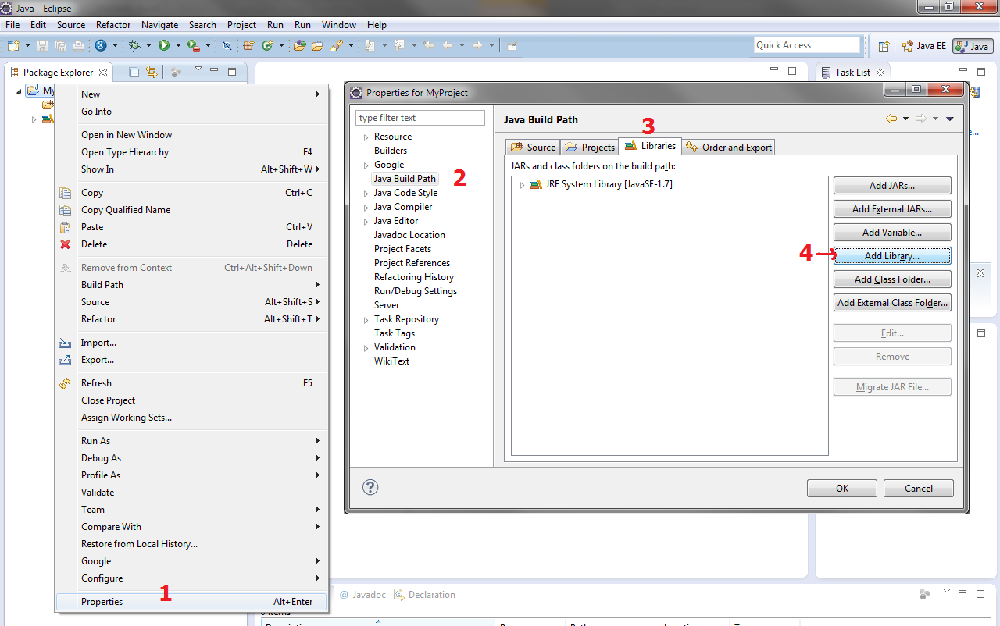 Java - Eclipse
File Edit Source Refactor Navigate Search Project Run Run Window Help
Quick Access
Java EE
Java
Package Explorer
My
New
Go Into
Open in New Window
Open Type Hierarchy F4
Show In Alt+Shift+W
Copy Ctrl+C
Copy Qualified Name
Paste Ctrl+V
Delete Delete
Remove from Context Ctrl+Alt+Shift+Down
Build Path
Source Alt+Shift+S
Refactor Alt+Shift+T
Import...
Export...
Refresh F5
Close Project
Assign Working Sets...
Run As
Debug As
Profile As
Validate
Team
Compare With
Restore from Local History...
Google
Configure
Properties Alt+Enter
1
Properties for MyProject
type filter text
Resource
Builders
Google
Java Build Path
Java Code Style
Java Compiler
Java Editor
Javadoc Location
Project Facets
Project References
Refactoring History
Run/Debug Settings
Server
Task Repository
Task Tags
Validation
WikiText
2
Java Build Path
3
Source
Projects
Libraries
Order and Export
JARs and class folders on the build path:
JRE System Library [JavaSE-1.7]
Add JARs...
Add External JARs...
Add Variable...
4
Add Library...
Add Class Folder...
Add External Class Folder...
Edit...
Remove
Migrate JAR File...
OK
Cancel
Task List
@ Javadoc
Declaration